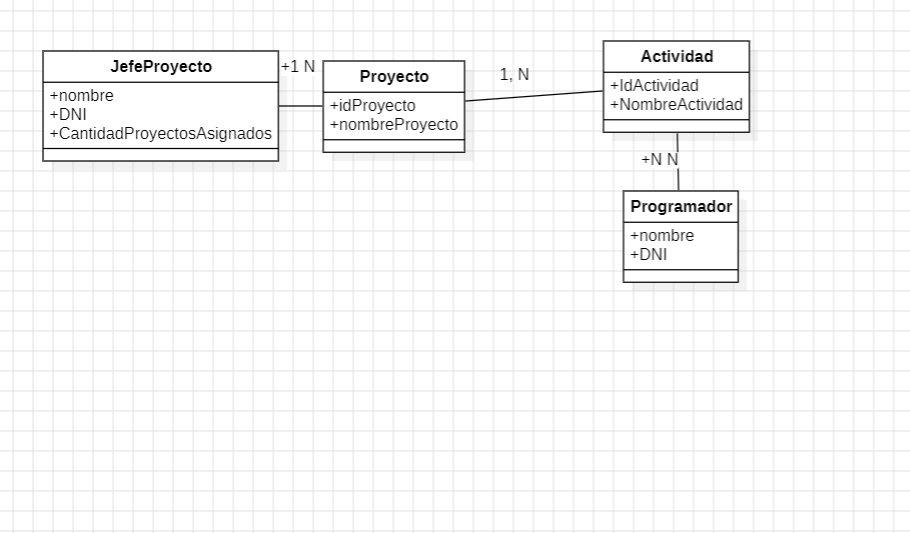 JefeProyecto
+nombre
+DNI
+CantidadProyectosAsignados
+1 N
Proyecto
+idProyecto
+nombreProyecto
1, N
Actividad
+IdActividad
+NombreActividad
+N N
Programador
+nombre
+DNI